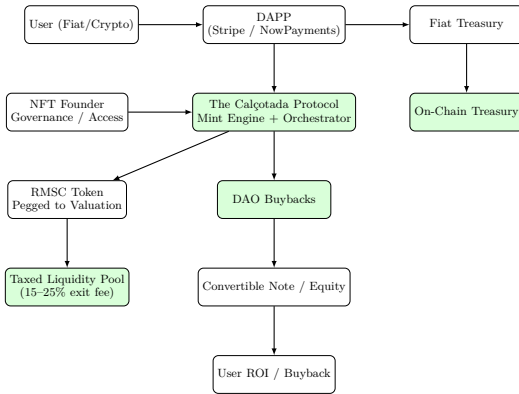 User (Fiat/Crypto)
DAPP
(Stripe / NowPayments)
Fiat Treasury
NFT Founder
Governance / Access
The Calçotada Protocol
Mint Engine + Orchestrator
On-Chain Treasury
RMSC Token
Pegged to Valuation
DAO Buybacks
Taxed Liquidity Pool
(15–25% exit fee)
Convertible Note / Equity
User ROI / Buyback